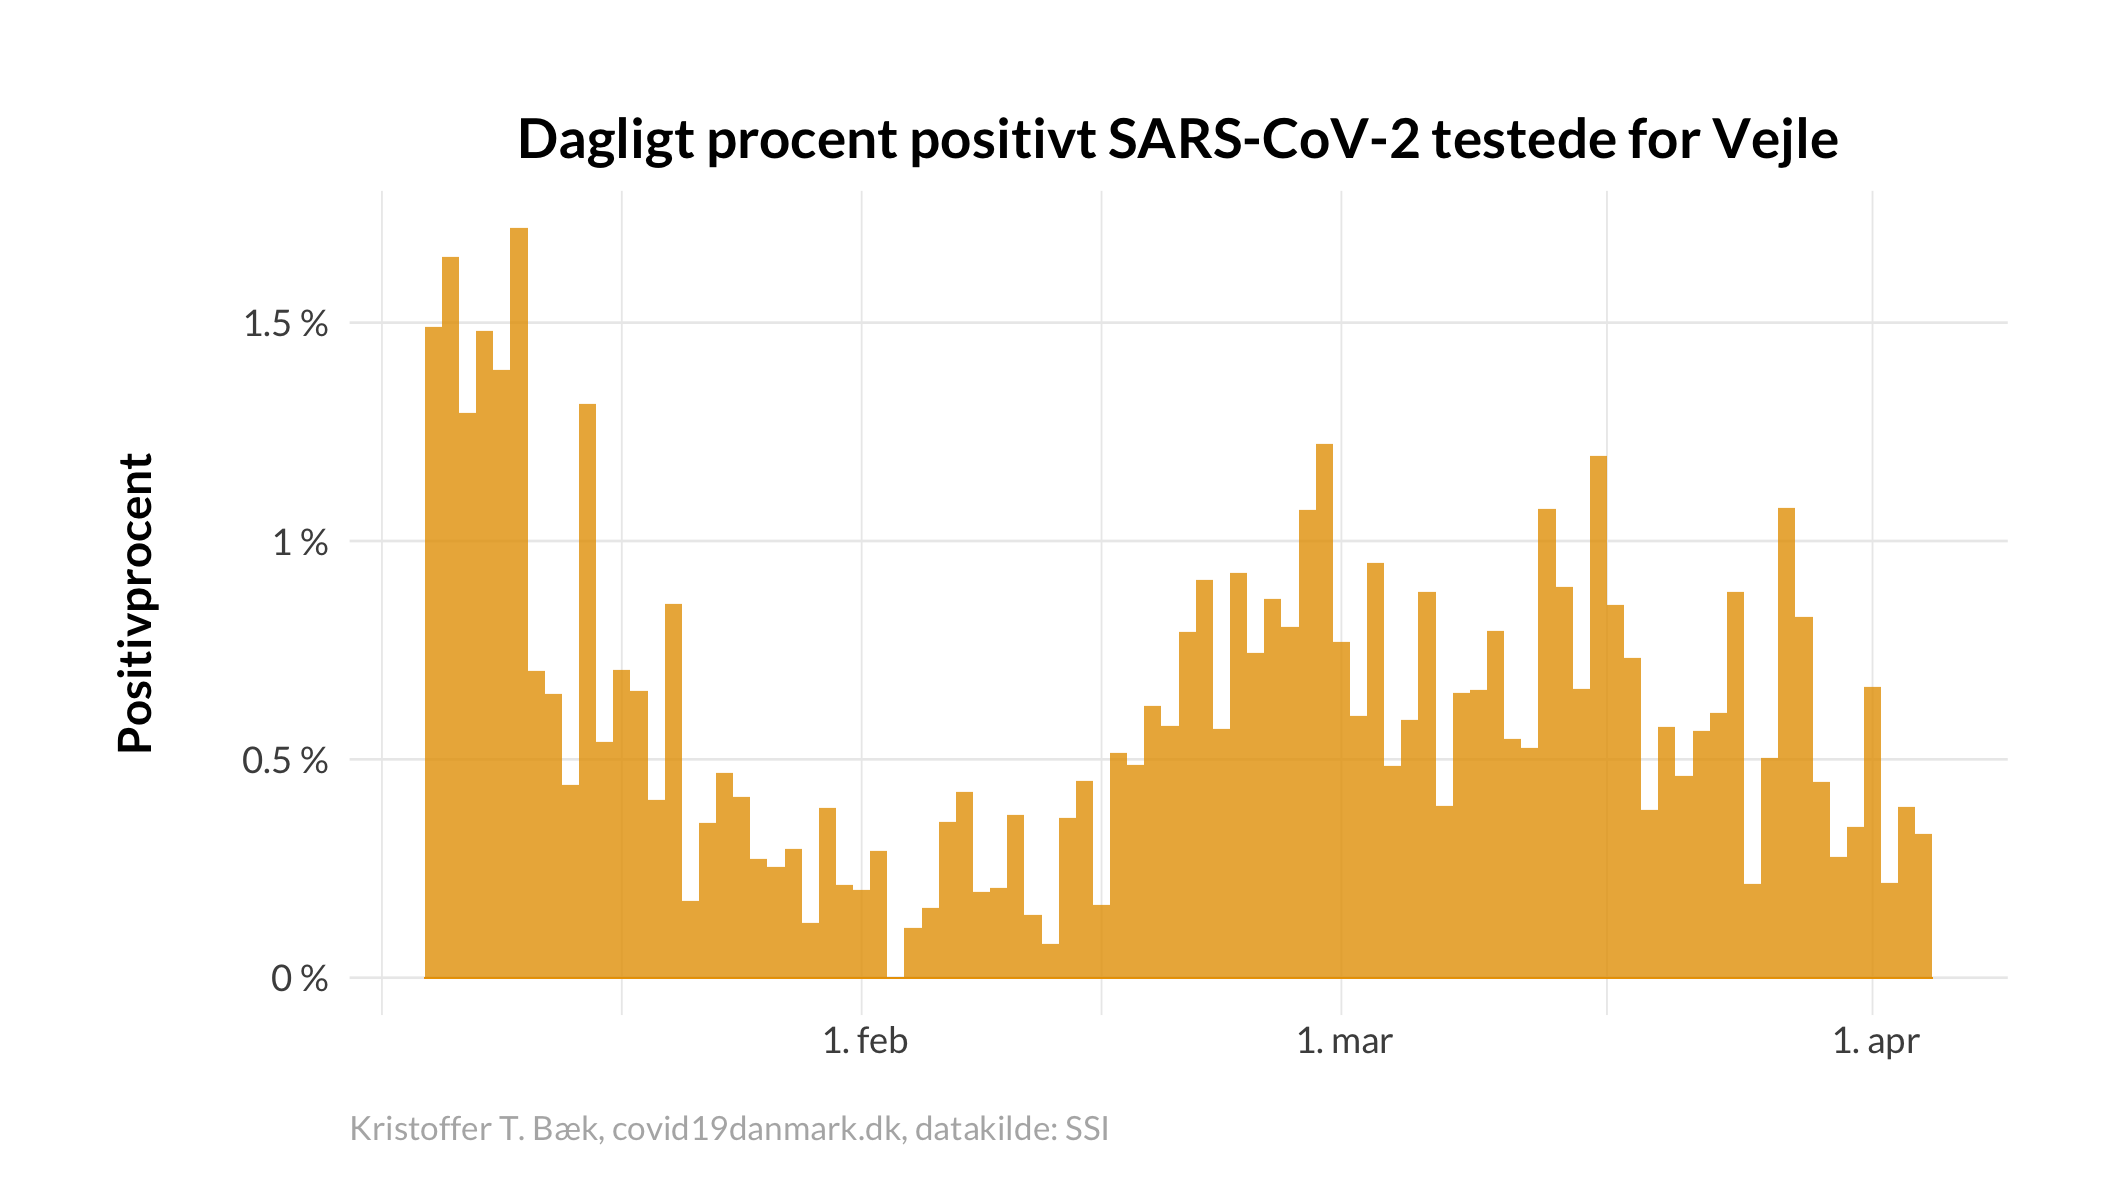 Dagligt procent positivt SARS-CoV-2 testede for Vejle
Positivprocent
1.5 %
1 %
0.5 %
0 %
1. feb
1. mar
1. apr
Kristoffer T. Bæk, covid19danmark.dk, datakilde: SSI